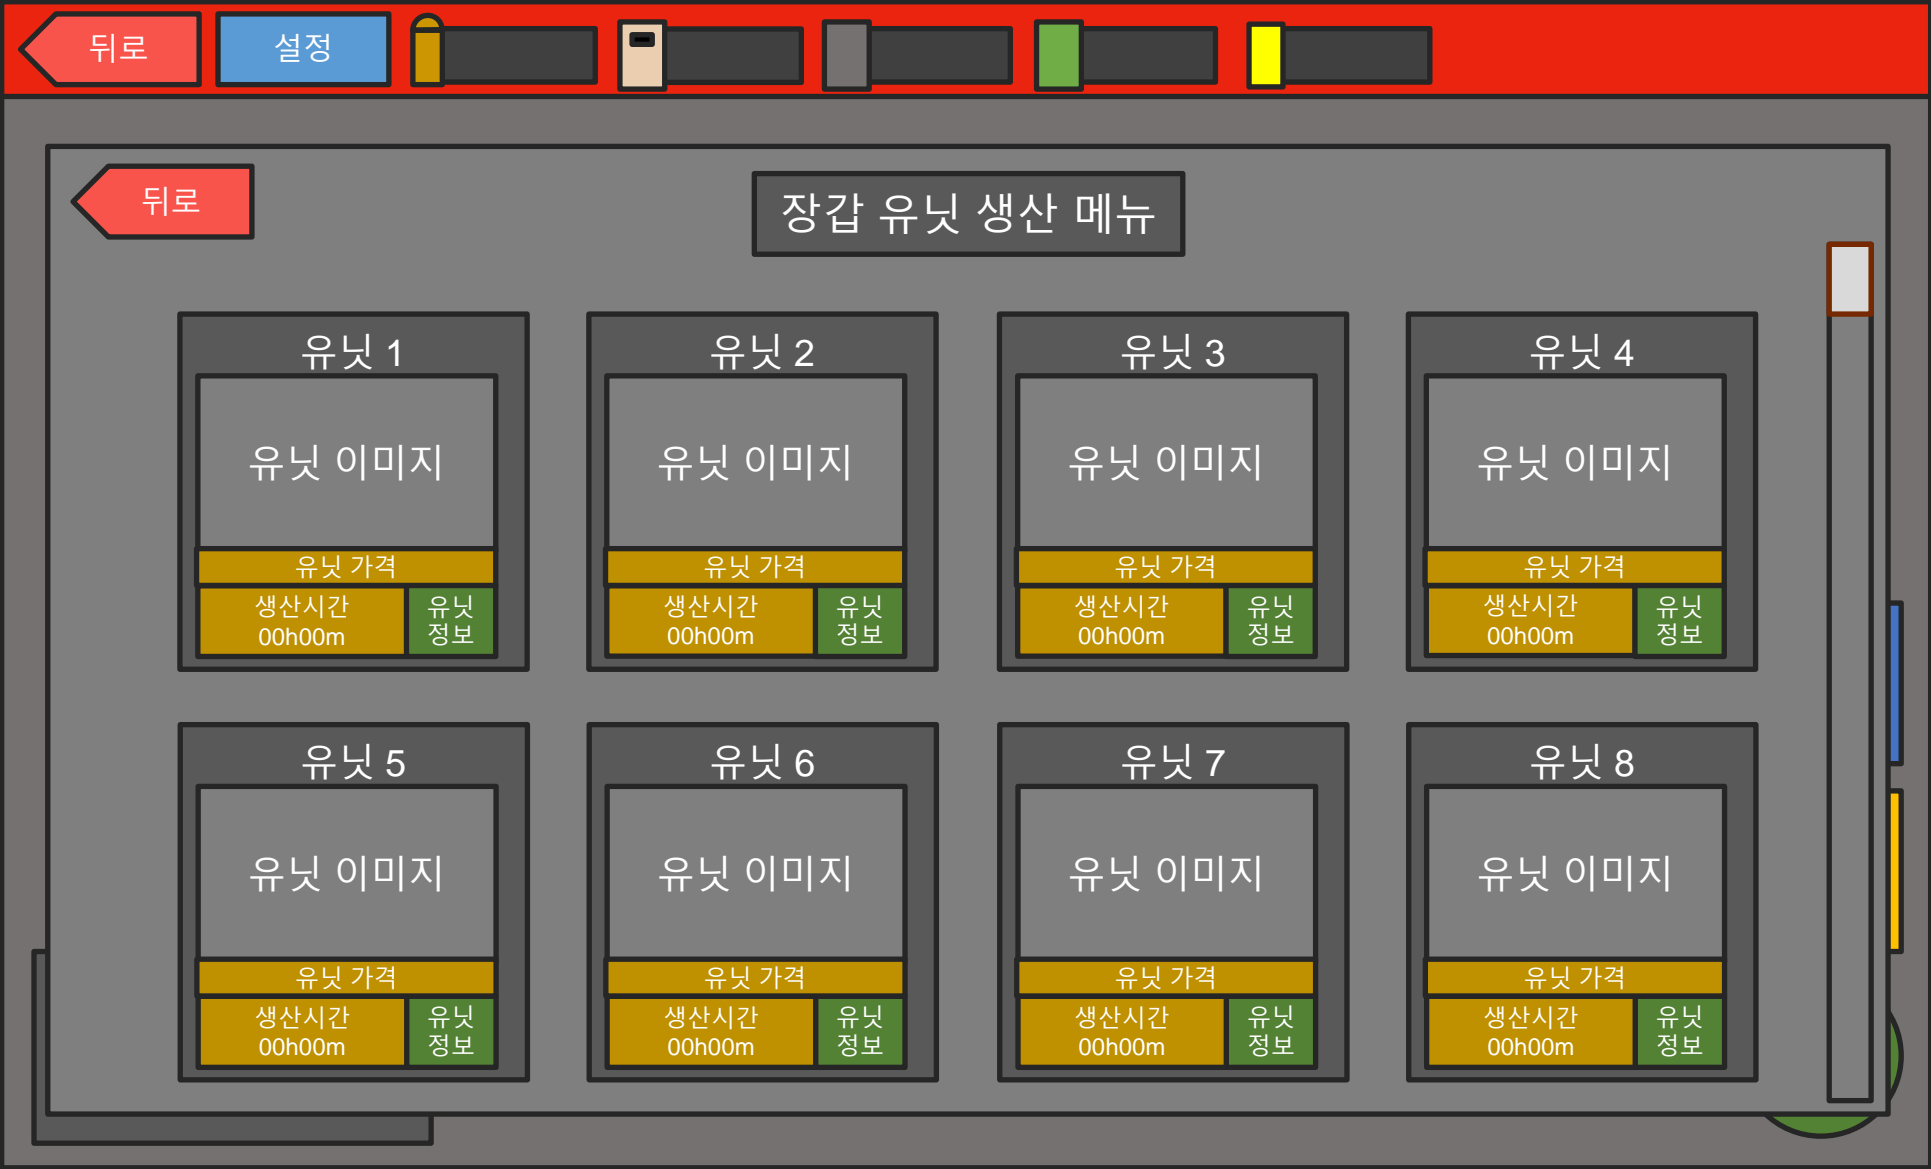 뒤로
설정
뒤로
장갑 유닛 생산 메뉴
유닛 1
유닛 2
유닛 3
유닛 4
유닛 이미지
유닛 이미지
유닛 이미지
유닛 이미지
유닛 가격
유닛 가격
유닛 가격
유닛 가격
생산시간
00h00m
유닛
정보
생산시간
00h00m
유닛
정보
생산시간
00h00m
유닛
정보
생산시간
00h00m
유닛
정보
유닛 5
유닛 6
유닛 7
유닛 8
유닛 이미지
유닛 이미지
유닛 이미지
유닛 이미지
유닛 가격
유닛 가격
유닛 가격
유닛 가격
생산시간
00h00m
유닛
정보
생산시간
00h00m
유닛
정보
생산시간
00h00m
유닛
정보
생산시간
00h00m
유닛
정보